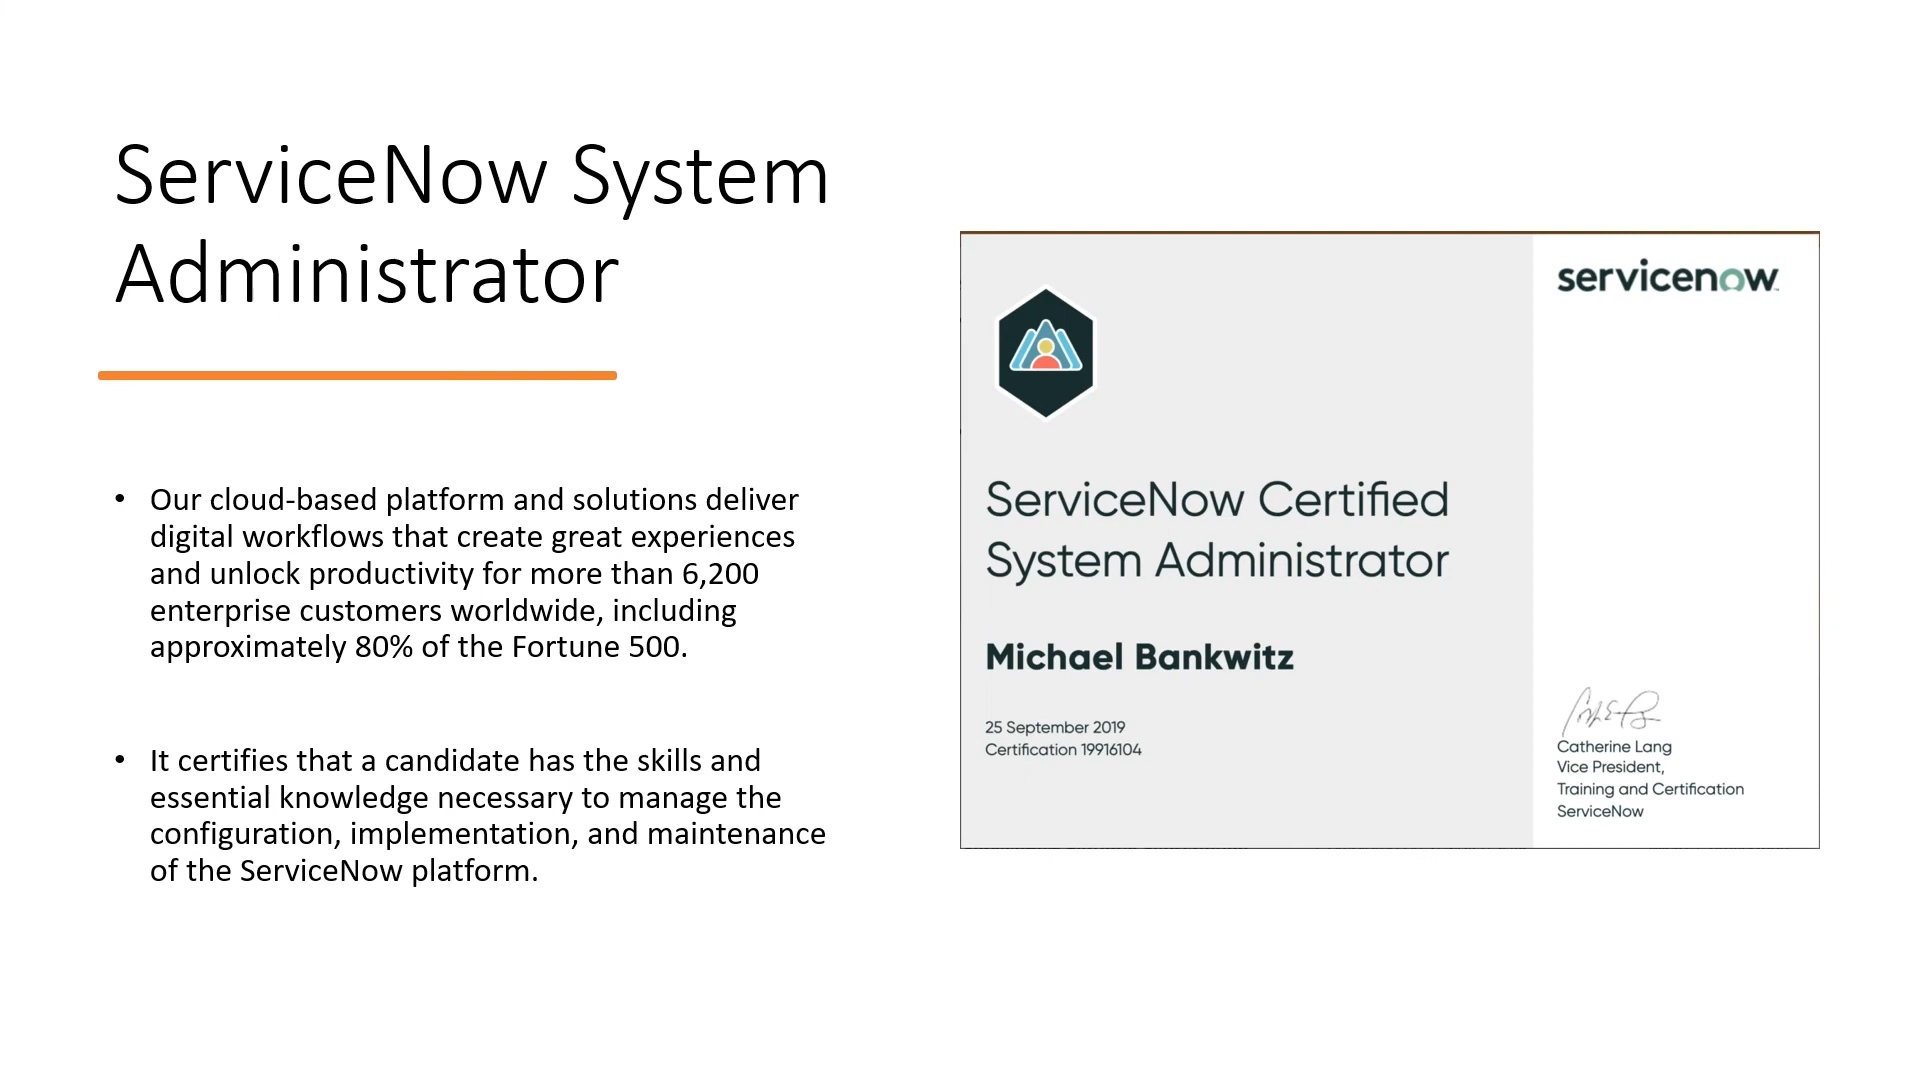 ServiceNow System
Administrator
• Our cloud-based platform and solutions deliver
digital workflows that create great experiences
and unlock productivity for more than 6,200
enterprise customers worldwide, including
approximately 80% of the Fortune 500.
• It certifies that a candidate has the skills and
essential knowledge necessary to manage the
configuration, implementation, and maintenance
of the ServiceNow platform.
servicenow
ServiceNow Certified
System Administrator
Michael Bankwitz
25 September 2019
Certification 19916104
Catherine Lang
Vice President,
Training and Certification
ServiceNow